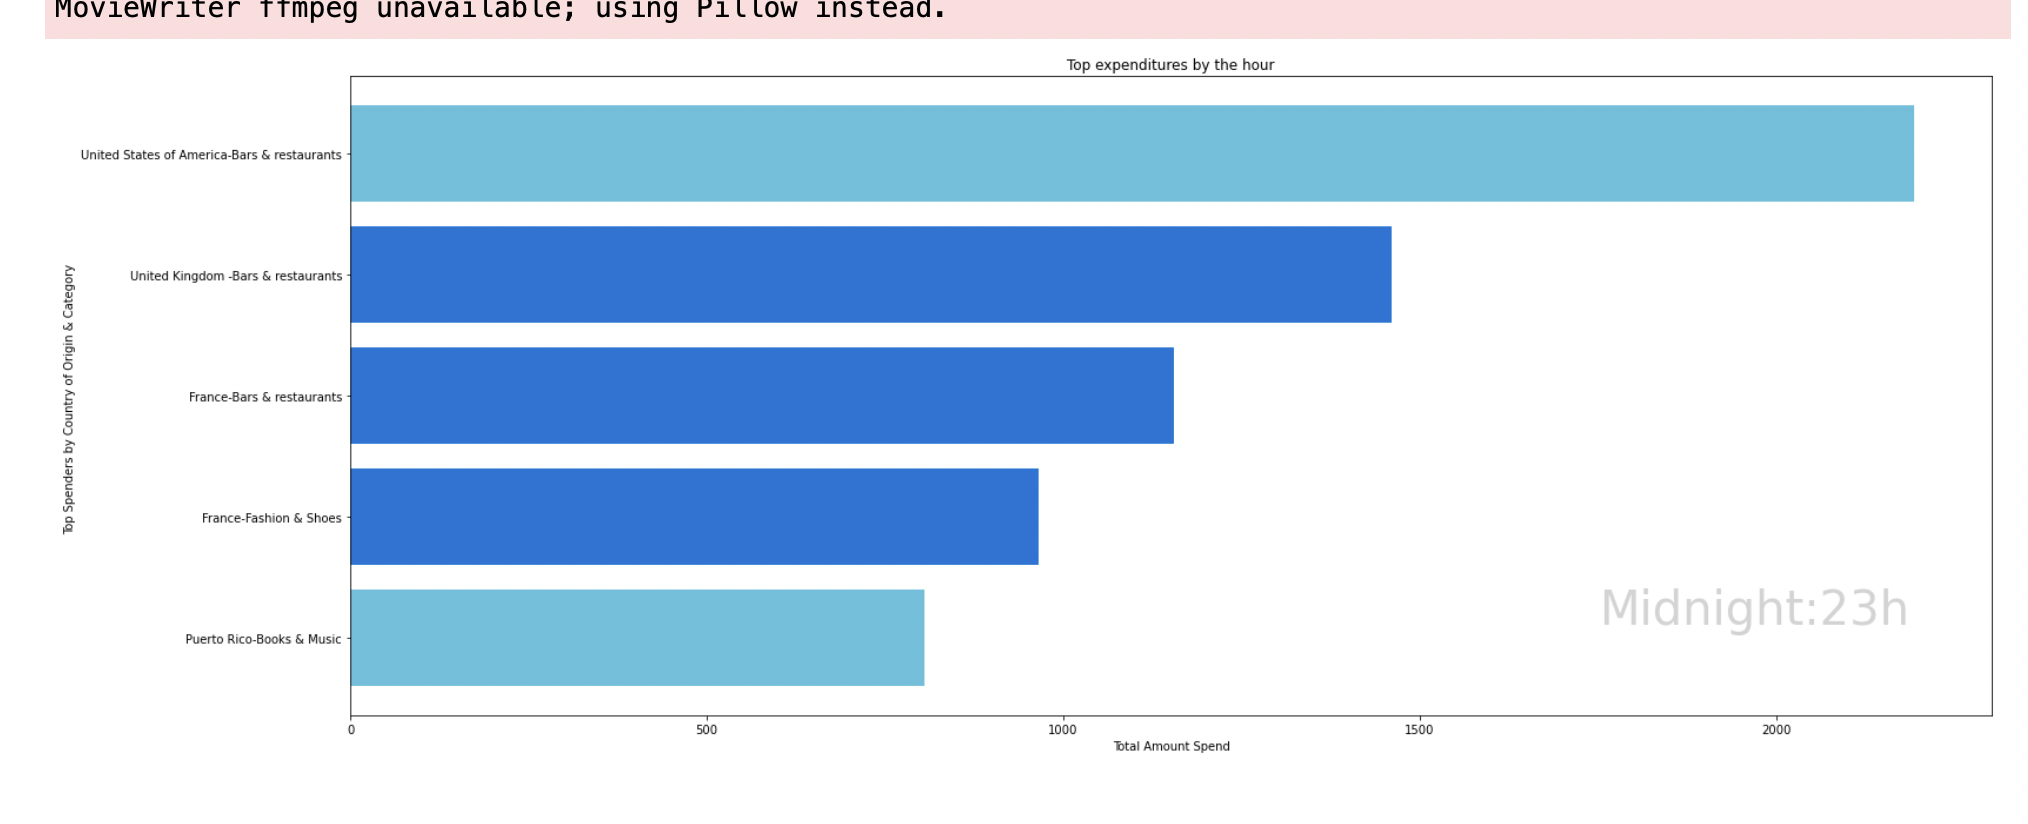 MovieWriter ffmpeg unavailable; using Pillow instead.
Top expenditures by the hour
Top Spenders by Country of Origin & Category
United States of America-Bars & restaurants
United Kingdom -Bars & restaurants
France-Bars & restaurants
France-Fashion & Shoes
Puerto Rico-Books & Music
Midnight:23h
0 500 1000 1500 2000
Total Amount Spend